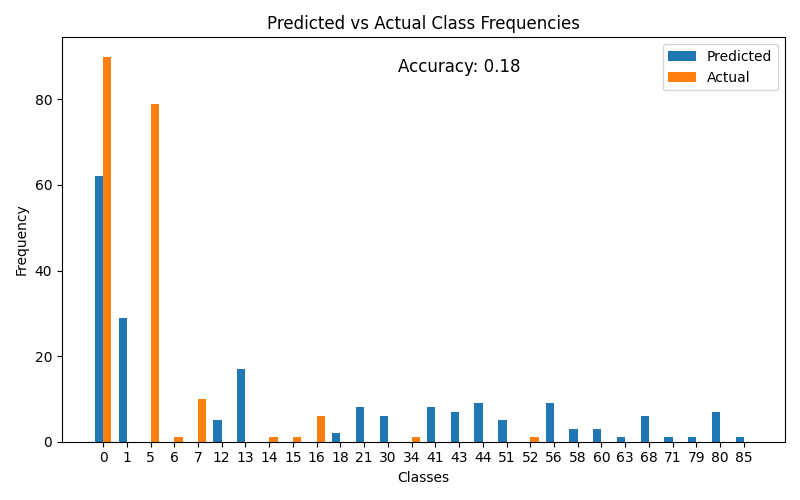 Predicted vs Actual Class Frequencies
Accuracy: 0.18
Predicted
Actual
Frequency
80
60
40
20
0
0 1 5 6 7 12 13 14 15 16 18 21 30 34 41 43 44 51 52 56 58 60 63 68 71 79 80 85
Classes